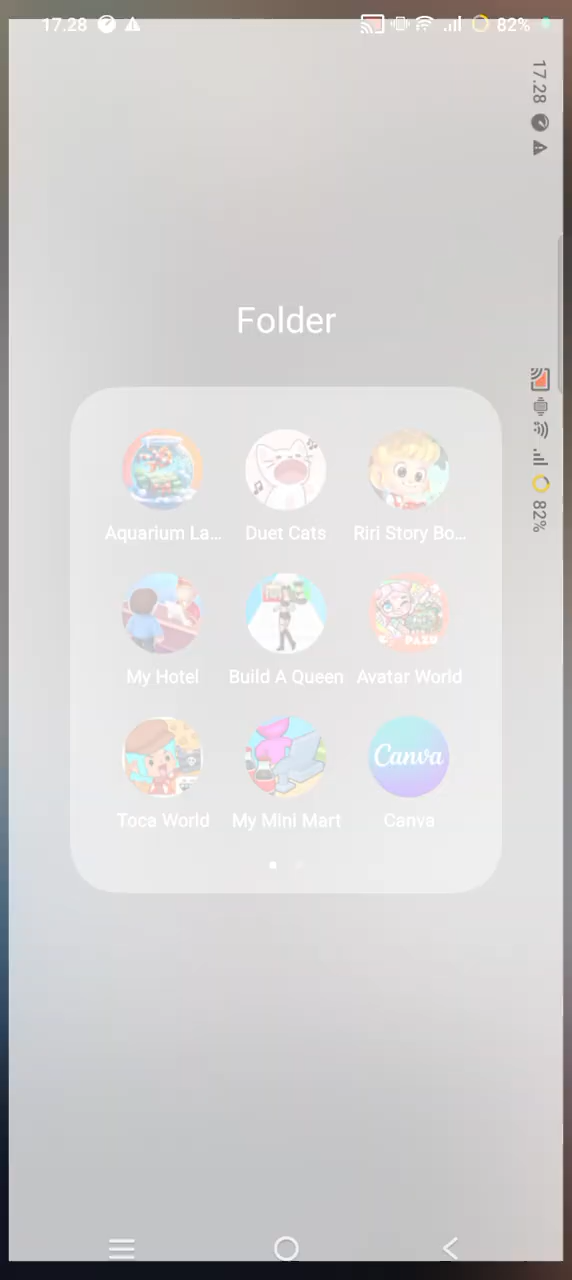 17.28
82%
17.28
82%
Folder
Aquarium La...
Duet Cats
Riri Story Bo...
My Hotel
Build A Queen
Avatar World
PAZU
Toca World
My Mini Mart
Canva
Canva